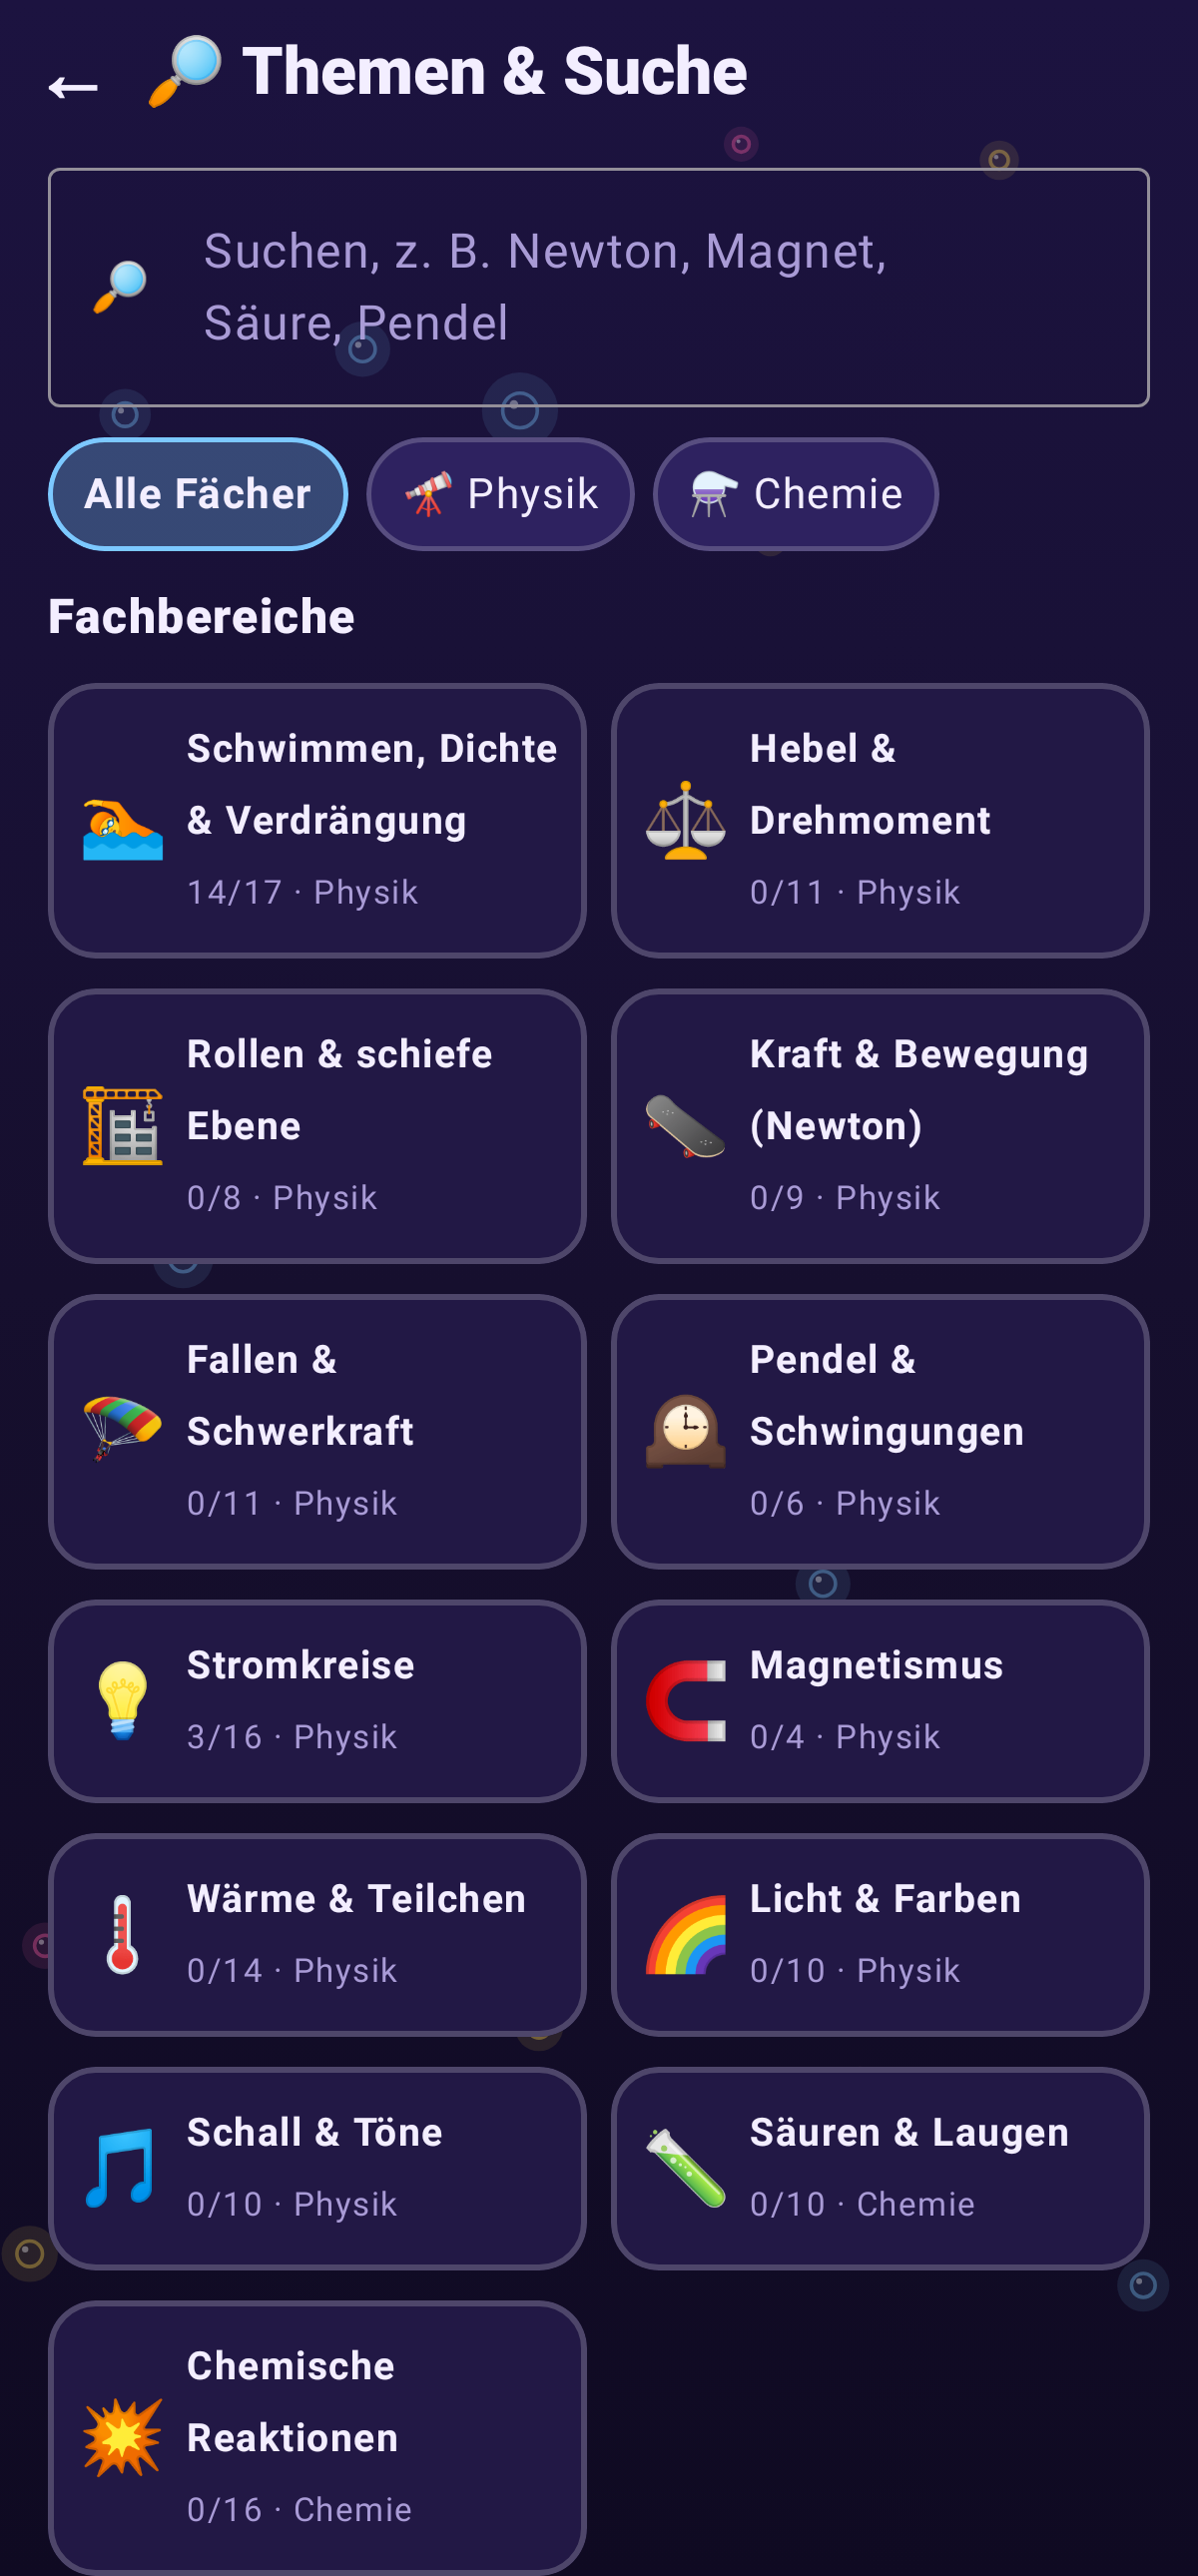 ← 🔎 Themen & Suche
Suchen, z. B. Newton, Magnet,
Säure, Pendel
Alle Fächer
Physik
Chemie
Fachbereiche
Schwimmen, Dichte
& Verdrängung
14/17 · Physik
Hebel &
Drehmoment
0/11 · Physik
Rollen & schiefe
Ebene
0/8 · Physik
Kraft & Bewegung
(Newton)
0/9 · Physik
Fallen &
Schwerkraft
0/11 · Physik
Pendel &
Schwingungen
0/6 · Physik
Stromkreise
3/16 · Physik
Magnetismus
0/4 · Physik
Wärme & Teilchen
0/14 · Physik
Licht & Farben
0/10 · Physik
Schall & Töne
0/10 · Physik
Säuren & Laugen
0/10 · Chemie
Chemische
Reaktionen
0/16 · Chemie